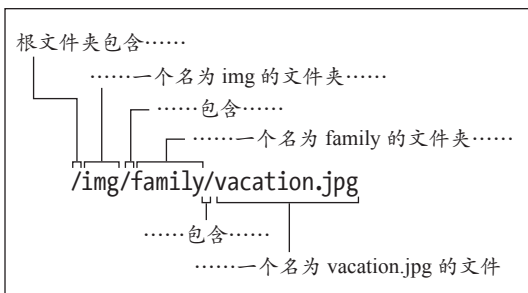 根文件夹包含……
……一个名为 img 的文件夹……
……包含……
……一个名为 family 的文件夹……
/img/family/vacation.jpg
……包含……
……一个名为 vacation.jpg 的文件